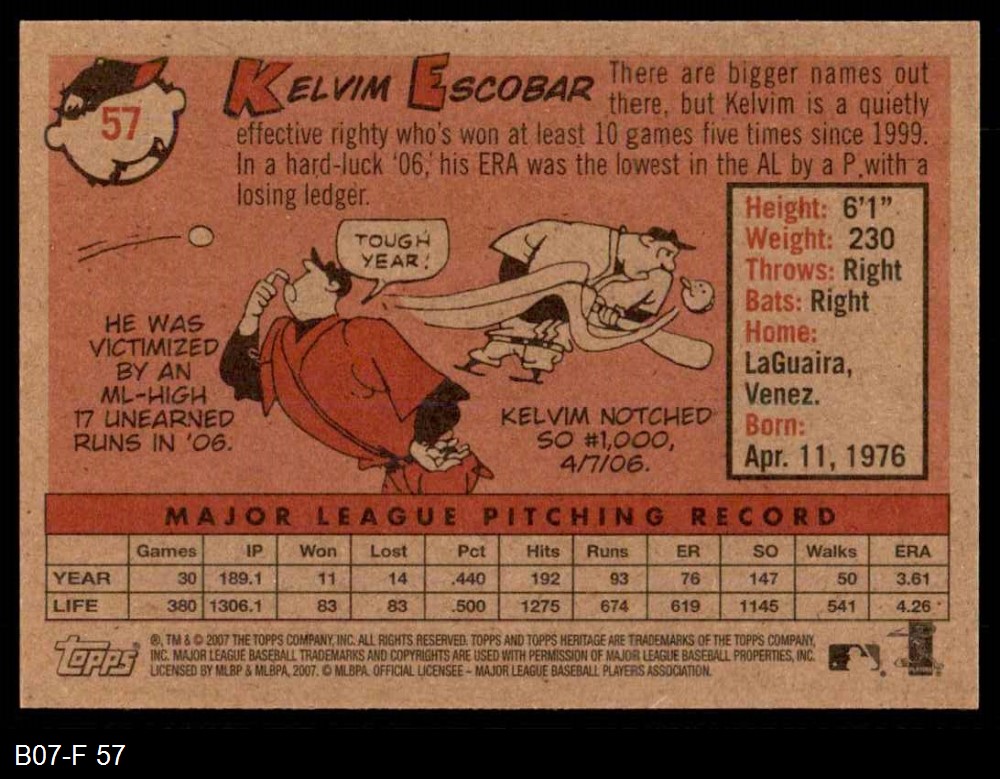 57
KELVIM ESCOBAR
There are bigger names out
there, but Kelvim is a quietly
effective righty who's won at least 10 games five times since 1999.
In a hard-luck '06, his ERA was the lowest in the AL by a P with a
losing ledger.
TOUGH
YEAR!
HE WAS
VICTIMIZED
BY AN
ML-HIGH
17 UNEARNED
RUNS IN '06.
KELVIM NOTCHED
SO #1,000,
4/7/06.
Height: 6'1"
Weight: 230
Throws: Right
Bats: Right
Home:
LaGuaira,
Venez.
Born:
Apr. 11, 1976
MAJOR LEAGUE PITCHING RECORD
Games IP Won Lost Pct Hits Runs ER SO Walks ERA
YEAR 30 189.1 11 14 .440 192 93 76 147 50 3.61
LIFE 380 1306.1 83 83 .500 1275 674 619 1145 541 4.26
Topps
®, TM & © 2007 THE TOPPS COMPANY, INC. ALL RIGHTS RESERVED. TOPPS AND TOPPS HERITAGE ARE TRADEMARKS OF THE TOPPS COMPANY,
INC. MAJOR LEAGUE BASEBALL TRADEMARKS AND COPYRIGHTS ARE USED WITH PERMISSION OF MAJOR LEAGUE BASEBALL PROPERTIES, INC.
LICENSED BY MLBP & MLBPA, 2007. © MLBPA. OFFICIAL LICENSEE – MAJOR LEAGUE BASEBALL PLAYERS ASSOCIATION.
B07-F 57